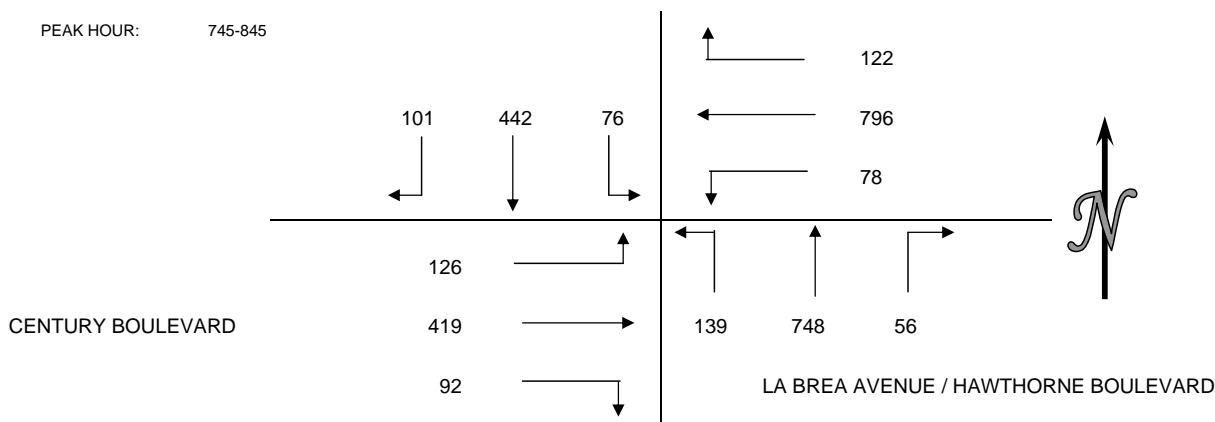 PEAK HOUR: 745-845
122
101 442 76 796
78
N
126
CENTURY BOULEVARD 419 139 748 56
92 LA BREA AVENUE / HAWTHORNE BOULEVARD